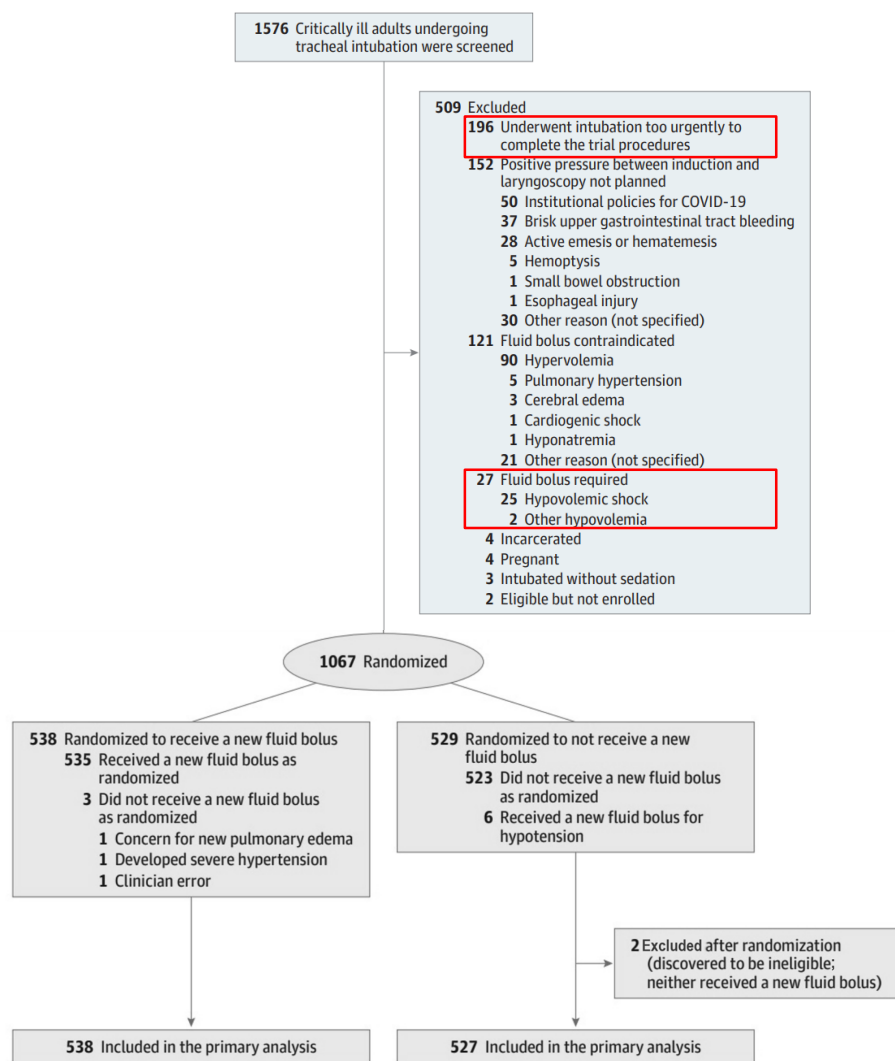 1576 Critically ill adults undergoing
tracheal intubation were screened
509 Excluded
196 Underwent intubation too urgently to
complete the trial procedures
152 Positive pressure between induction and
laryngoscopy not planned
50 Institutional policies for COVID-19
37 Brisk upper gastrointestinal tract bleeding
28 Active emesis or hematemesis
5 Hemoptysis
1 Small bowel obstruction
1 Esophageal injury
30 Other reason (not specified)
121 Fluid bolus contraindicated
90 Hypervolemia
5 Pulmonary hypertension
3 Cerebral edema
1 Cardiogenic shock
1 Hyponatremia
21 Other reason (not specified)
27 Fluid bolus required
25 Hypovolemic shock
2 Other hypovolemia
4 Incarcerated
4 Pregnant
3 Intubated without sedation
2 Eligible but not enrolled
1067 Randomized
538 Randomized to receive a new fluid bolus
535 Received a new fluid bolus as
randomized
3 Did not receive a new fluid bolus
as randomized
1 Concern for new pulmonary edema
1 Developed severe hypertension
1 Clinician error
529 Randomized to not receive a new
fluid bolus
523 Did not receive a new fluid bolus
as randomized
6 Received a new fluid bolus for
hypotension
2 Excluded after randomization
(discovered to be ineligible;
neither received a new fluid bolus)
538 Included in the primary analysis
527 Included in the primary analysis